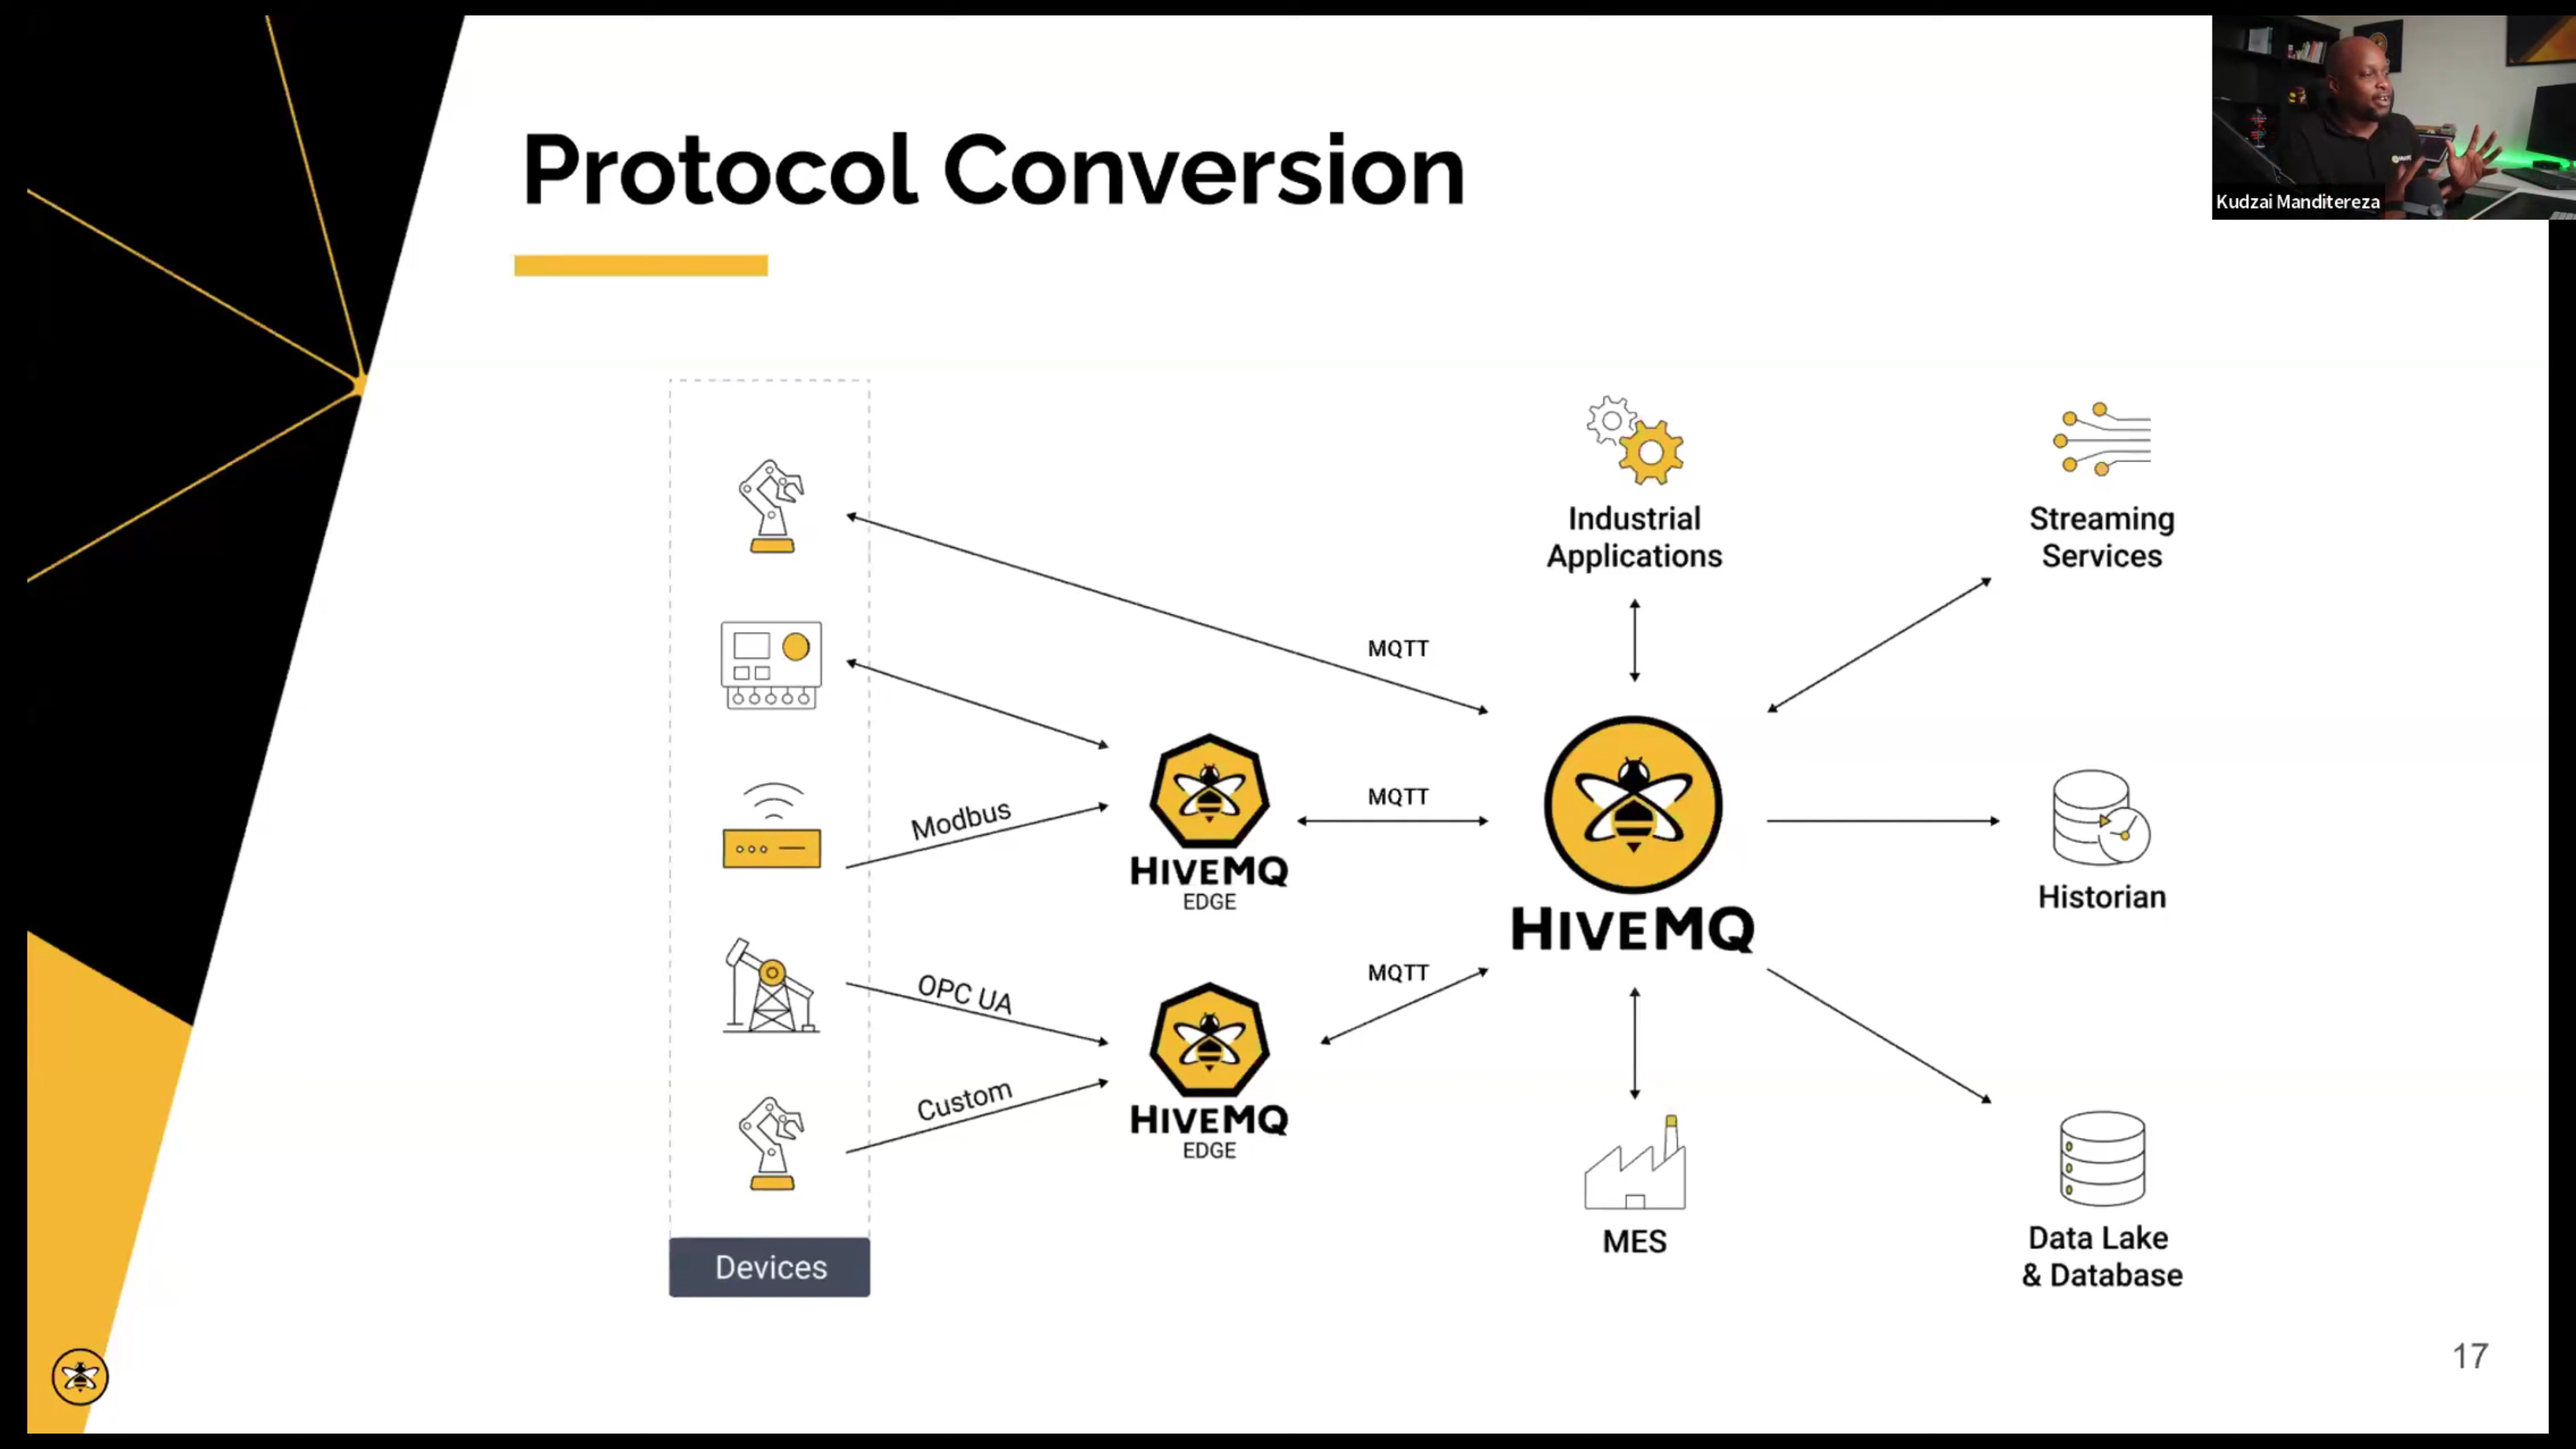 Protocol Conversion
Kudzai Manditereza
Industrial
Applications
Streaming
Services
MQTT
Modbus
MQTT
HIVEMQ
EDGE
HIVEMQ
Historian
OPC UA
MQTT
Custom
HIVEMQ
EDGE
MES
Data Lake
& Database
Devices
17